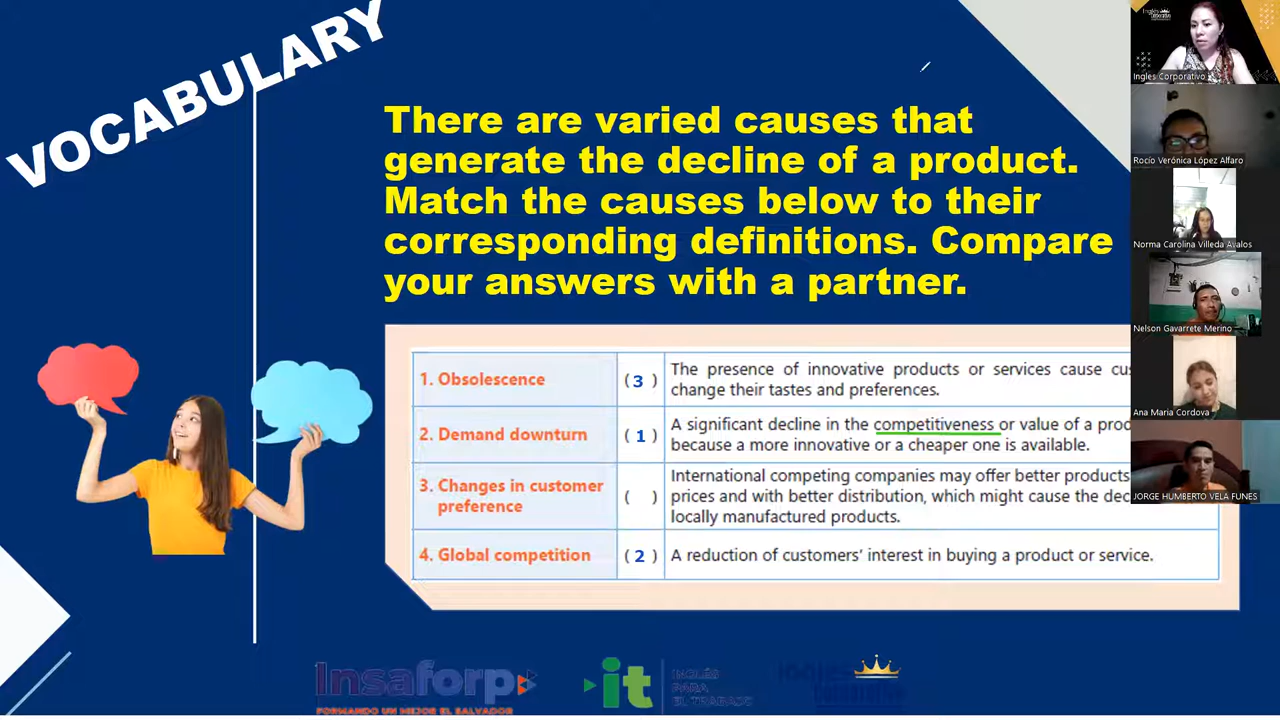 VOCABULARY
There are varied causes that
generate the decline of a product.
Match the causes below to their
corresponding definitions. Compare
your answers with a partner.
1. Obsolescence
( 3 )
The presence of innovative products or services cause
change their tastes and preferences.
2. Demand downturn
( 1 )
A significant decline in the competitiveness or value of a
because a more innovative or a cheaper one is available.
3. Changes in customer
preference
( )
International competing companies may offer better products
prices and with better distribution, which might cause the
locally manufactured products.
4. Global competition
( 2 )
A reduction of customers' interest in buying a product or service.
Insaforp
FORMANDO UN MEJOR EL SALVADOR
it
INGLÉS
PARA
EL TRABAJO
Inglés
Corporativo
Ingles Corporativo
Rocío Verónica López Alfaro
Norma Carolina Villeda Avalos
Nelson Gavarrete Merino
Ana Maria Cordova
JORGE HUMBERTO VELA FUNES